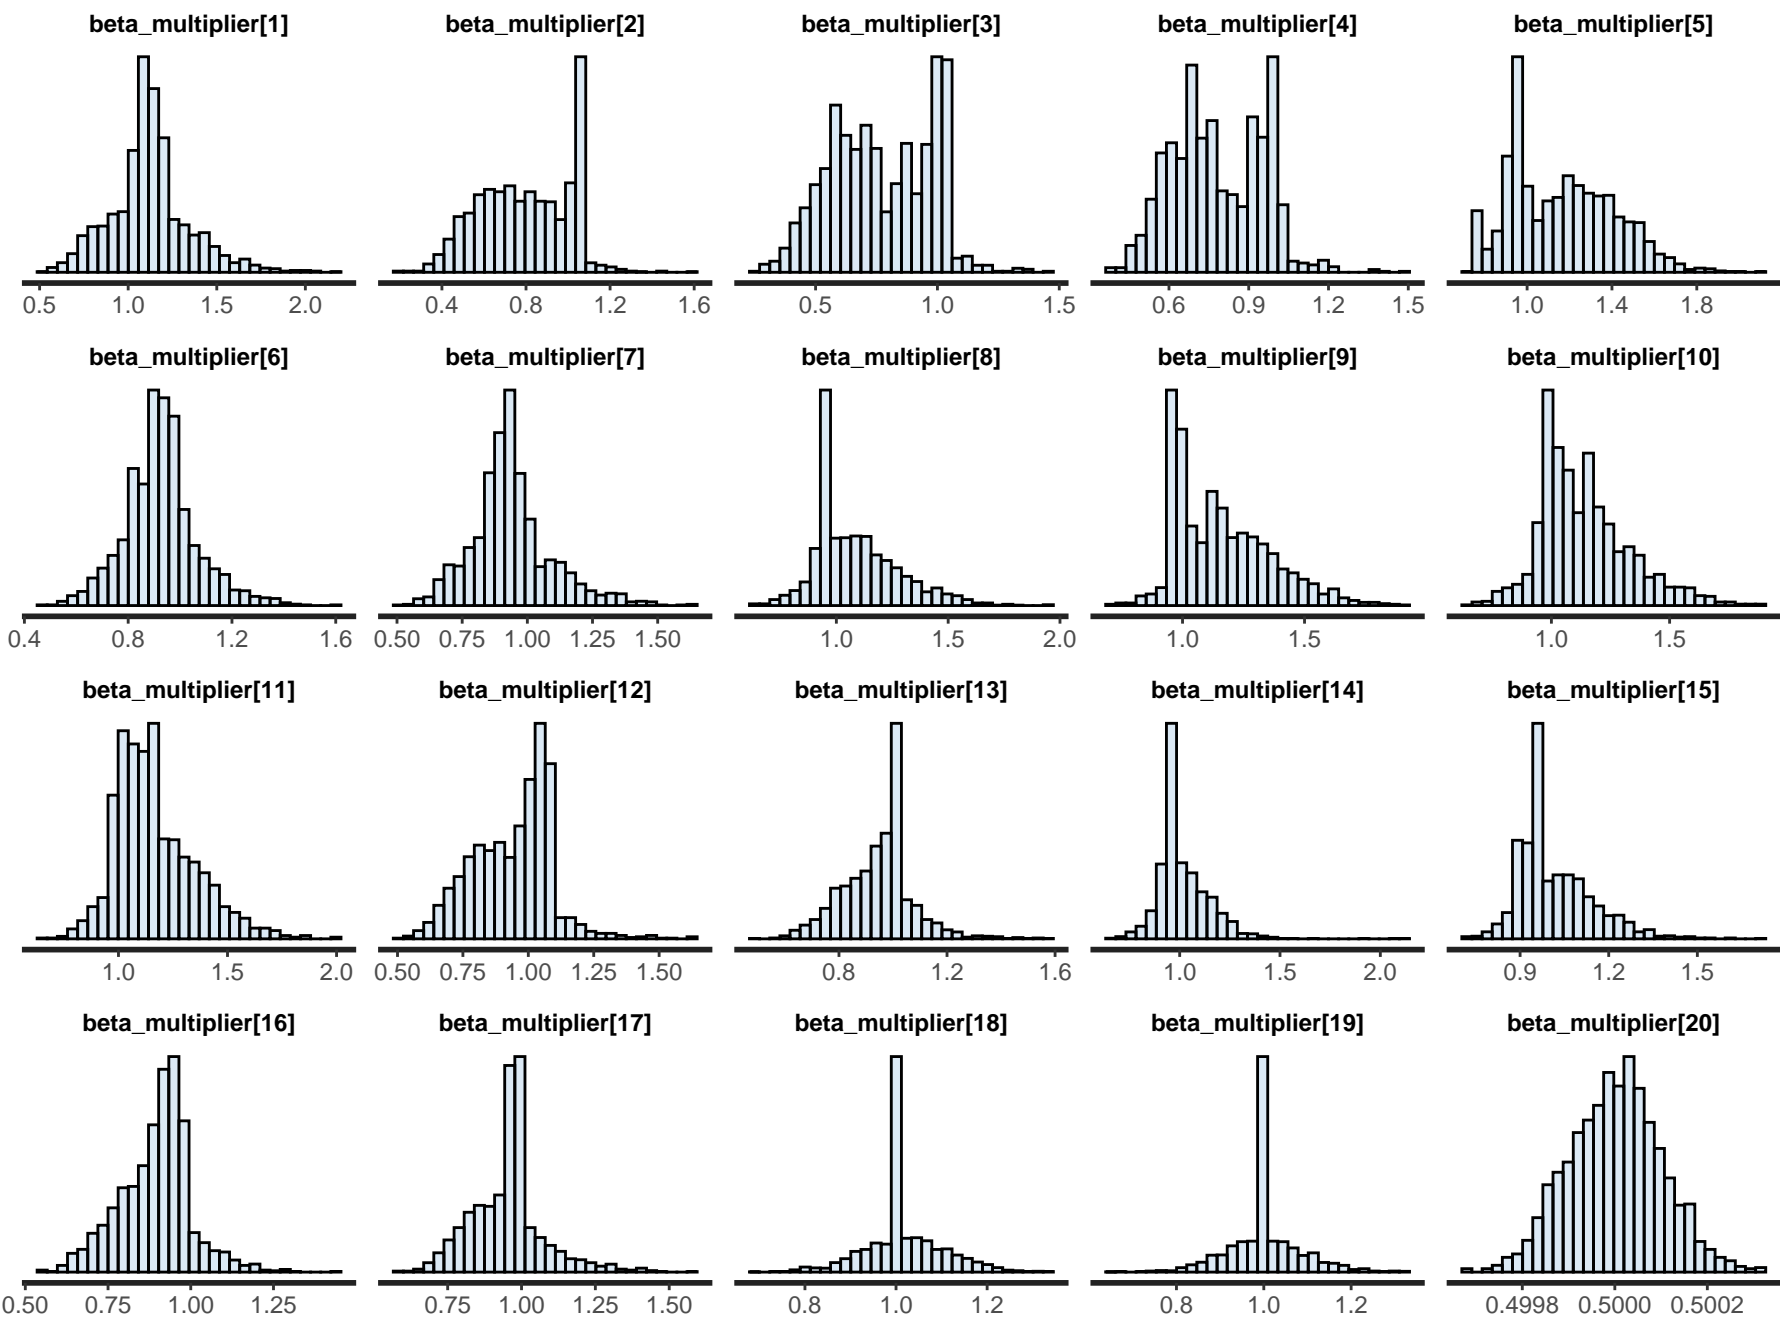 beta_multiplier[1] beta_multiplier[2] beta_multiplier[3] beta_multiplier[4] beta_multiplier[5]
0.5 1.0 1.5 2.0 0.4 0.8 1.2 1.6 0.5 1.0 1.5 0.6 0.9 1.2 1.5 1.0 1.4 1.8
beta_multiplier[6] beta_multiplier[7] beta_multiplier[8] beta_multiplier[9] beta_multiplier[10]
0.4 0.8 1.2 1.6 0.50 0.75 1.00 1.25 1.50 1.0 1.5 2.0 1.0 1.5 1.0 1.5
beta_multiplier[11] beta_multiplier[12] beta_multiplier[13] beta_multiplier[14] beta_multiplier[15]
1.0 1.5 2.0 0.50 0.75 1.00 1.25 1.50 0.8 1.2 1.6 1.0 1.5 2.0 0.9 1.2 1.5
beta_multiplier[16] beta_multiplier[17] beta_multiplier[18] beta_multiplier[19] beta_multiplier[20]
0.50 0.75 1.00 1.25 0.75 1.00 1.25 1.50 0.8 1.0 1.2 0.8 1.0 1.2 0.4998 0.5000 0.5002